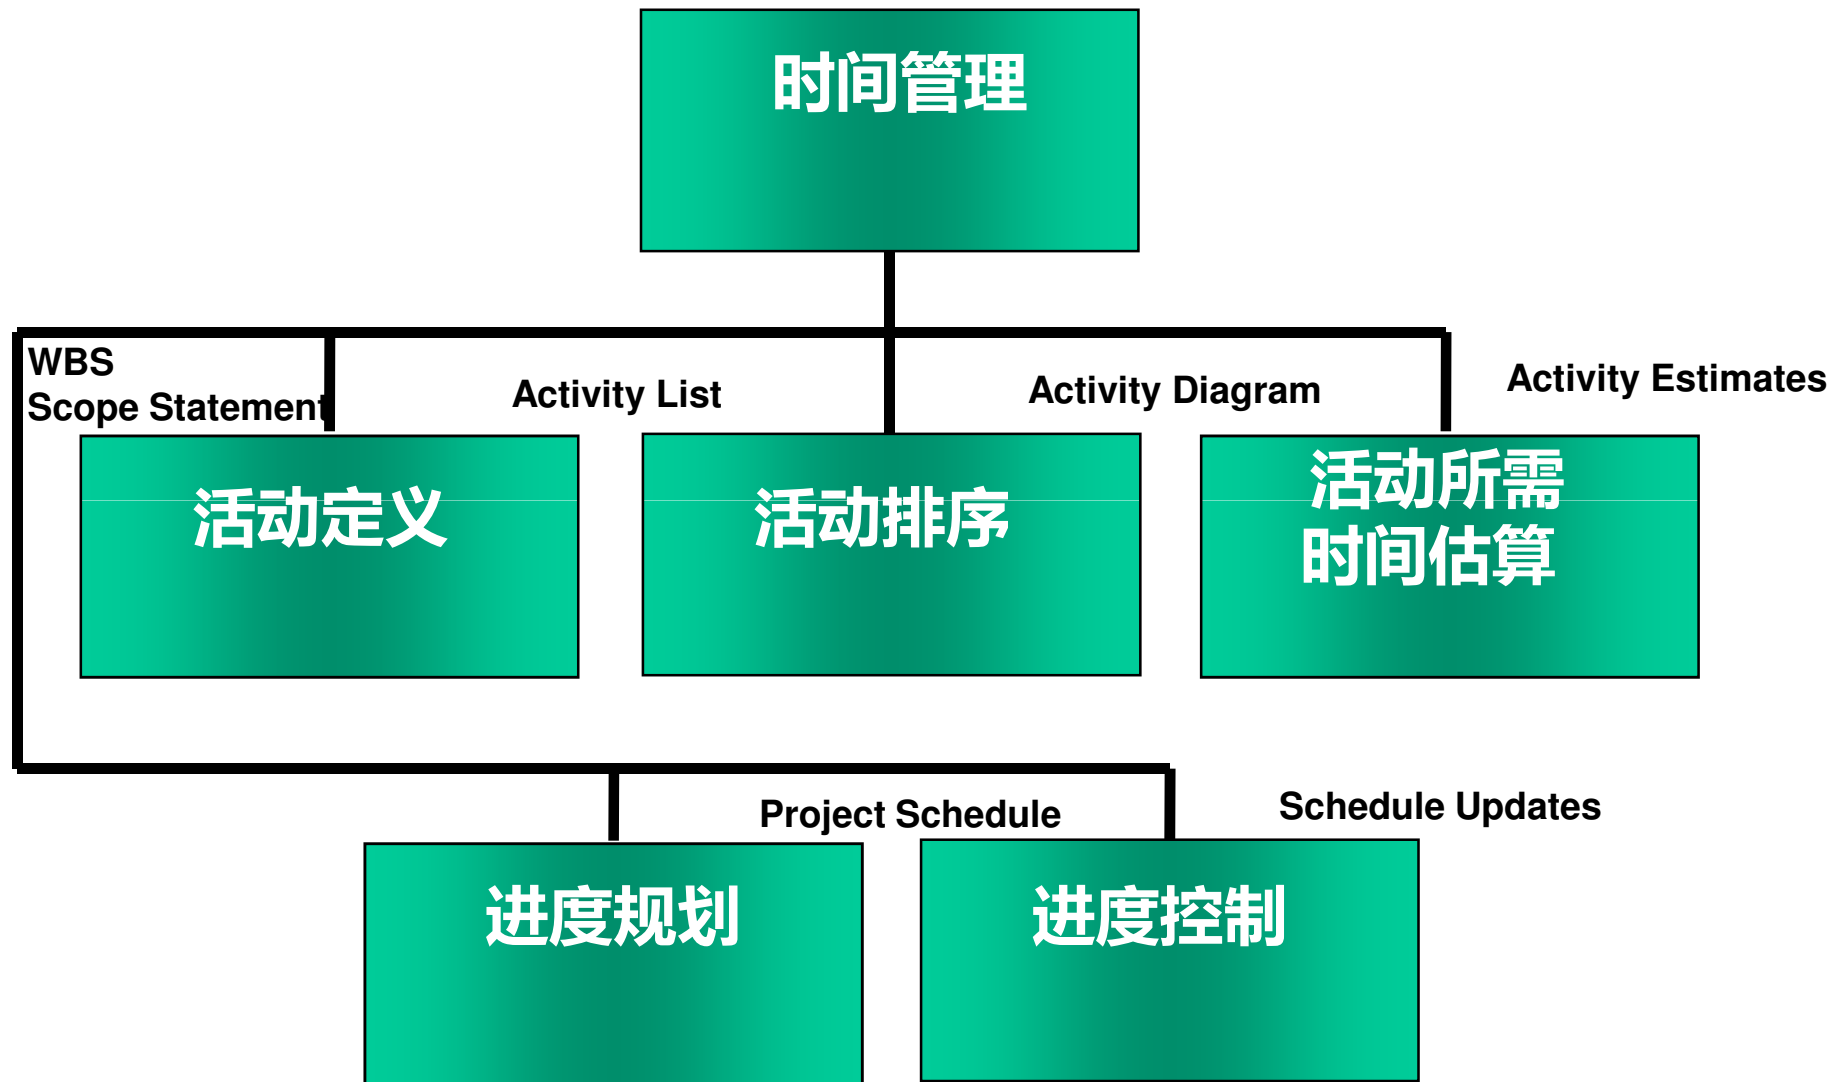 时间管理
WBS
Scope Statement
Activity List
Activity Diagram
Activity Estimates
活动定义
活动排序
活动所需
时间估算
Project Schedule
Schedule Updates
进度规划
进度控制